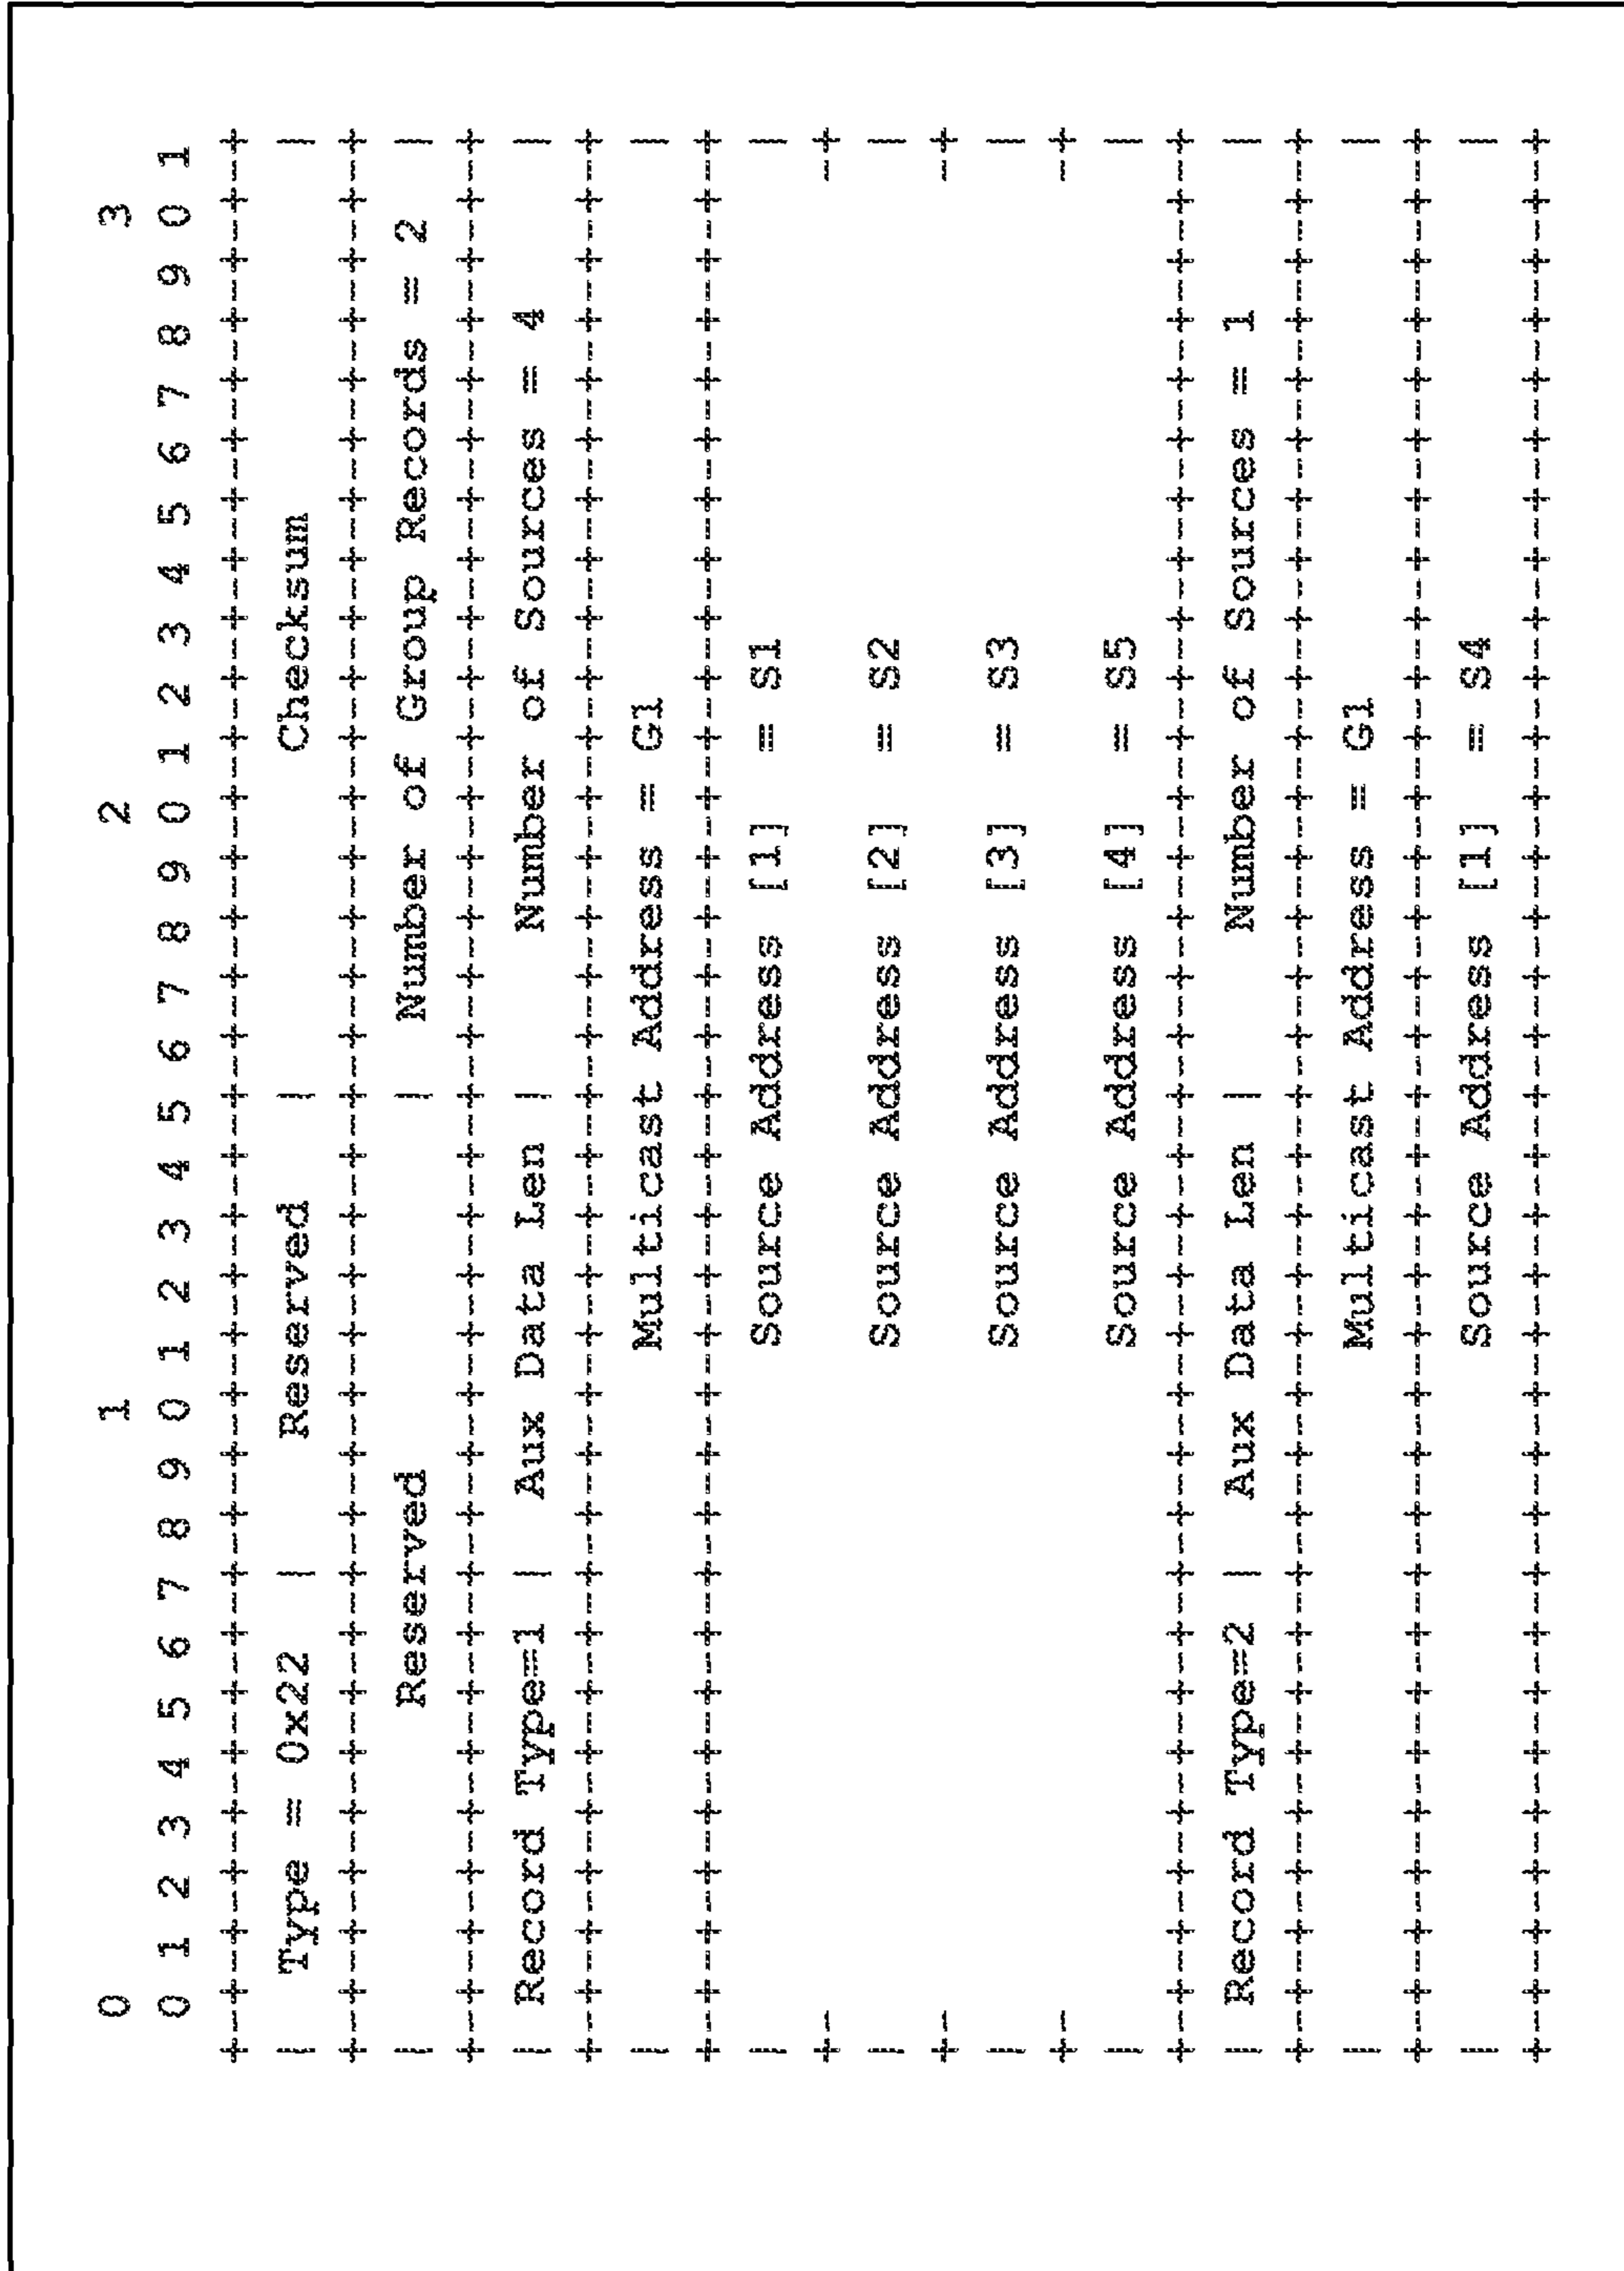 0                   1                   2                   3
 0 1 2 3 4 5 6 7 8 9 0 1 2 3 4 5 6 7 8 9 0 1 2 3 4 5 6 7 8 9 0 1
+-+-+-+-+-+-+-+-+-+-+-+-+-+-+-+-+-+-+-+-+-+-+-+-+-+-+-+-+-+-+-+-+
|  Type = 0x22  |    Reserved   |           Checksum            |
+-+-+-+-+-+-+-+-+-+-+-+-+-+-+-+-+-+-+-+-+-+-+-+-+-+-+-+-+-+-+-+-+
|           Reserved            |  Number of Group Records = 2  |
+-+-+-+-+-+-+-+-+-+-+-+-+-+-+-+-+-+-+-+-+-+-+-+-+-+-+-+-+-+-+-+-+
| Record Type=1 |  Aux Data Len |     Number of Sources = 4     |
+-+-+-+-+-+-+-+-+-+-+-+-+-+-+-+-+-+-+-+-+-+-+-+-+-+-+-+-+-+-+-+-+
|                       Multicast Address = G1                  |
+-+-+-+-+-+-+-+-+-+-+-+-+-+-+-+-+-+-+-+-+-+-+-+-+-+-+-+-+-+-+-+-+
|                       Source Address [1]  = S1                |
+-                                                             -+
|                       Source Address [2]  = S2                |
+-                                                             -+
|                       Source Address [3]  = S3                |
+-                                                             -+
|                       Source Address [4]  = S5                |
+-+-+-+-+-+-+-+-+-+-+-+-+-+-+-+-+-+-+-+-+-+-+-+-+-+-+-+-+-+-+-+-+
| Record Type=2 |  Aux Data Len |     Number of Sources = 1     |
+-+-+-+-+-+-+-+-+-+-+-+-+-+-+-+-+-+-+-+-+-+-+-+-+-+-+-+-+-+-+-+-+
|                       Multicast Address = G1                  |
+-+-+-+-+-+-+-+-+-+-+-+-+-+-+-+-+-+-+-+-+-+-+-+-+-+-+-+-+-+-+-+-+
|                       Source Address [1]  = S4                |
+-+-+-+-+-+-+-+-+-+-+-+-+-+-+-+-+-+-+-+-+-+-+-+-+-+-+-+-+-+-+-+-+